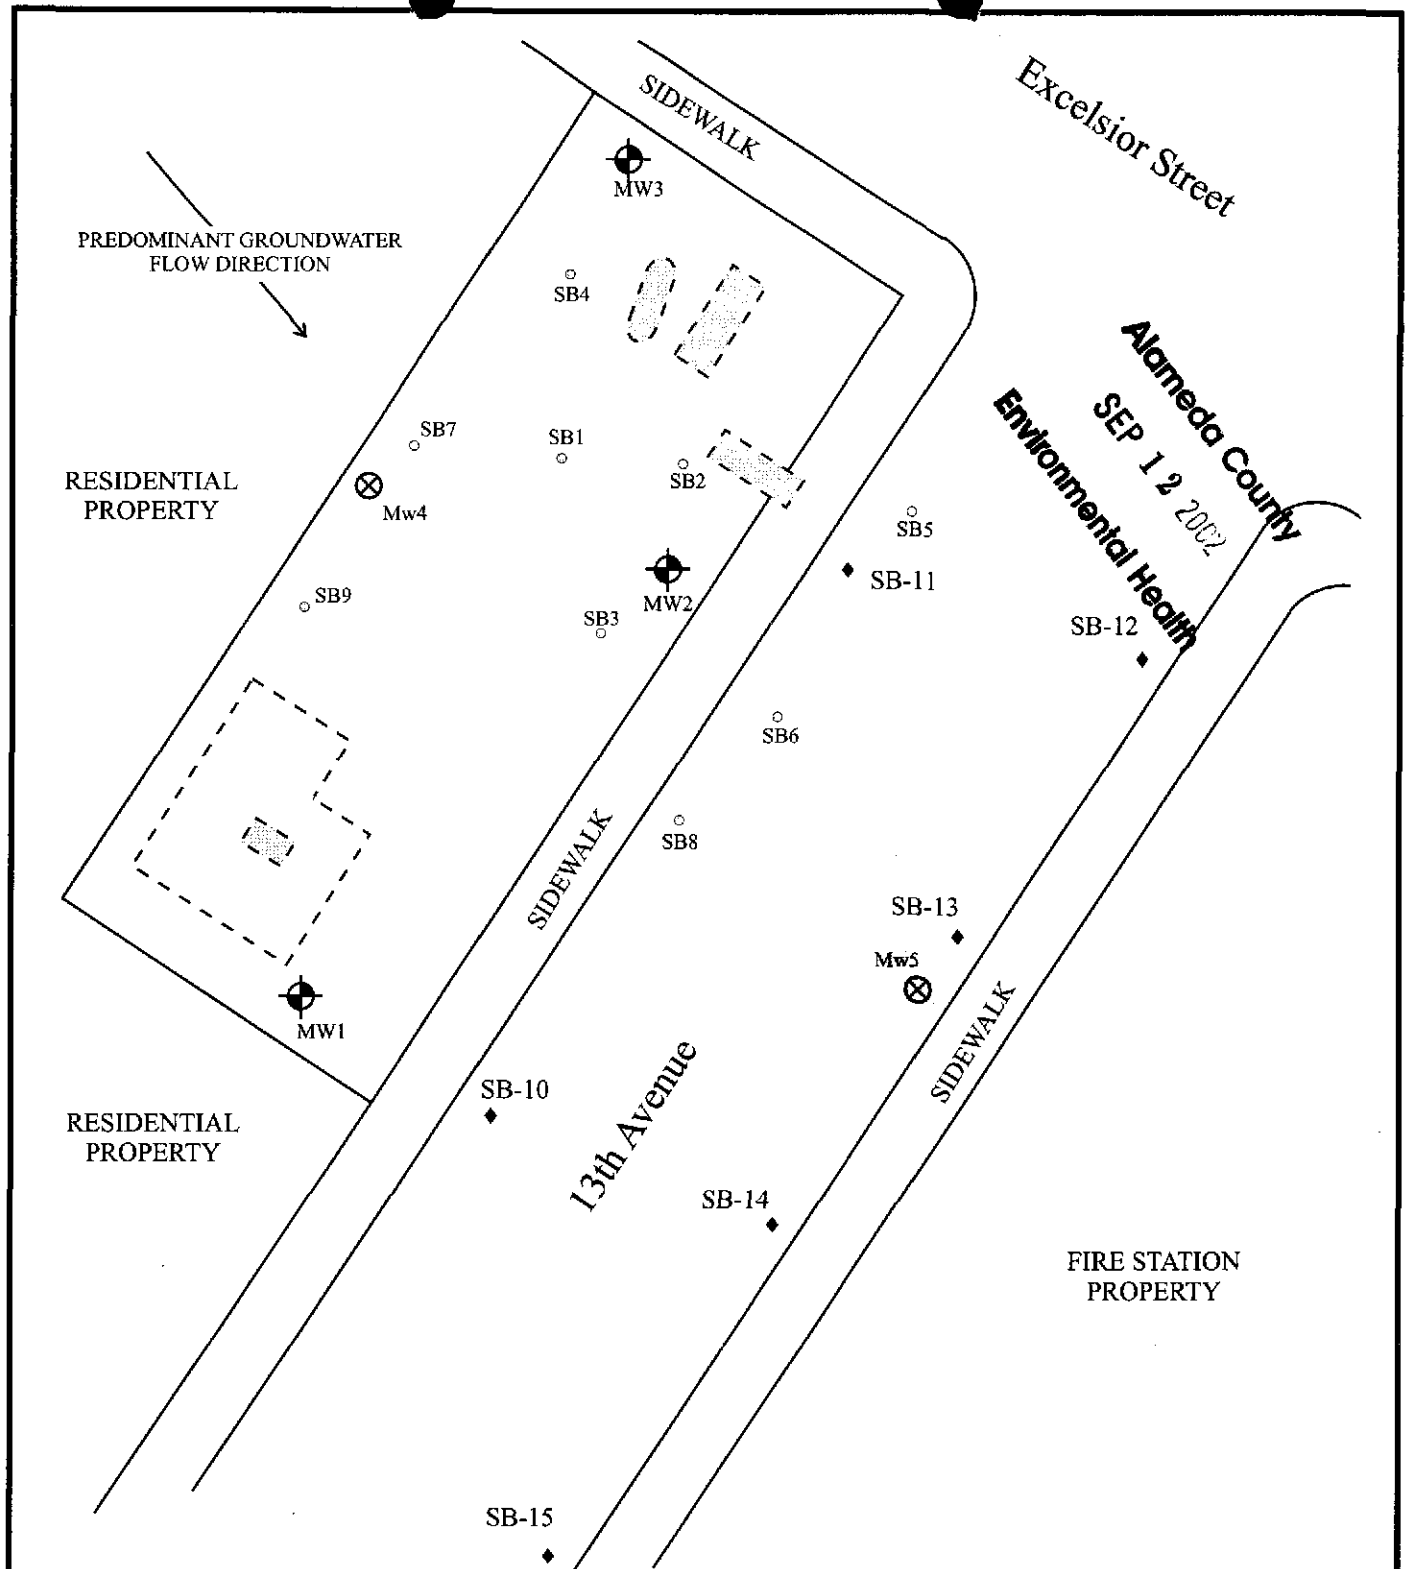 Excelsior Street
SIDEWALK
MW3
PREDOMINANT GROUNDWATER
FLOW DIRECTION
SB4
Alameda County
SEP 12 2002
Environmental Health
SB7
SB1
SB2
RESIDENTIAL
PROPERTY
Mw4
SB5
SB-11
SB9
MW2
SB3
SB-12
SB6
SB8
SIDEWALK
SB-13
Mw5
MW1
SIDEWALK
SB-10
13th Avenue
RESIDENTIAL
PROPERTY
SB-14
FIRE STATION
PROPERTY
SB-15